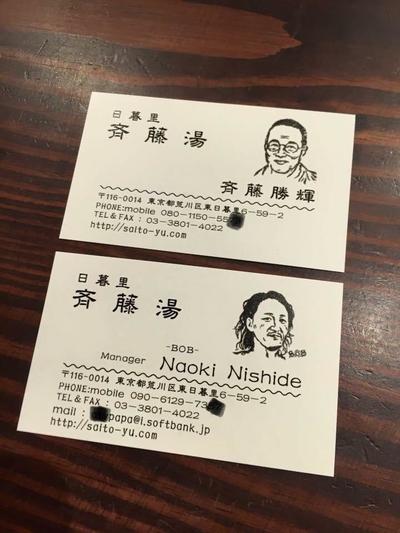 日暮里
斉藤湯
斉藤勝輝
〒116-0014 東京都荒川区東日暮里6-59-2
PHONE:mobile 080-1150-55
TEL&FAX : 03-3801-4022
http://saito-yu.com
日暮里
斉藤湯
-BOB-
Manager Naoki Nishide
BOB
〒116-0014 東京都荒川区東日暮里6-59-2
PHONE:mobile 090-6129-73
TEL&FAX : 03-3801-4022
mail : papa@i.softbank.jp
http://saito-yu.com